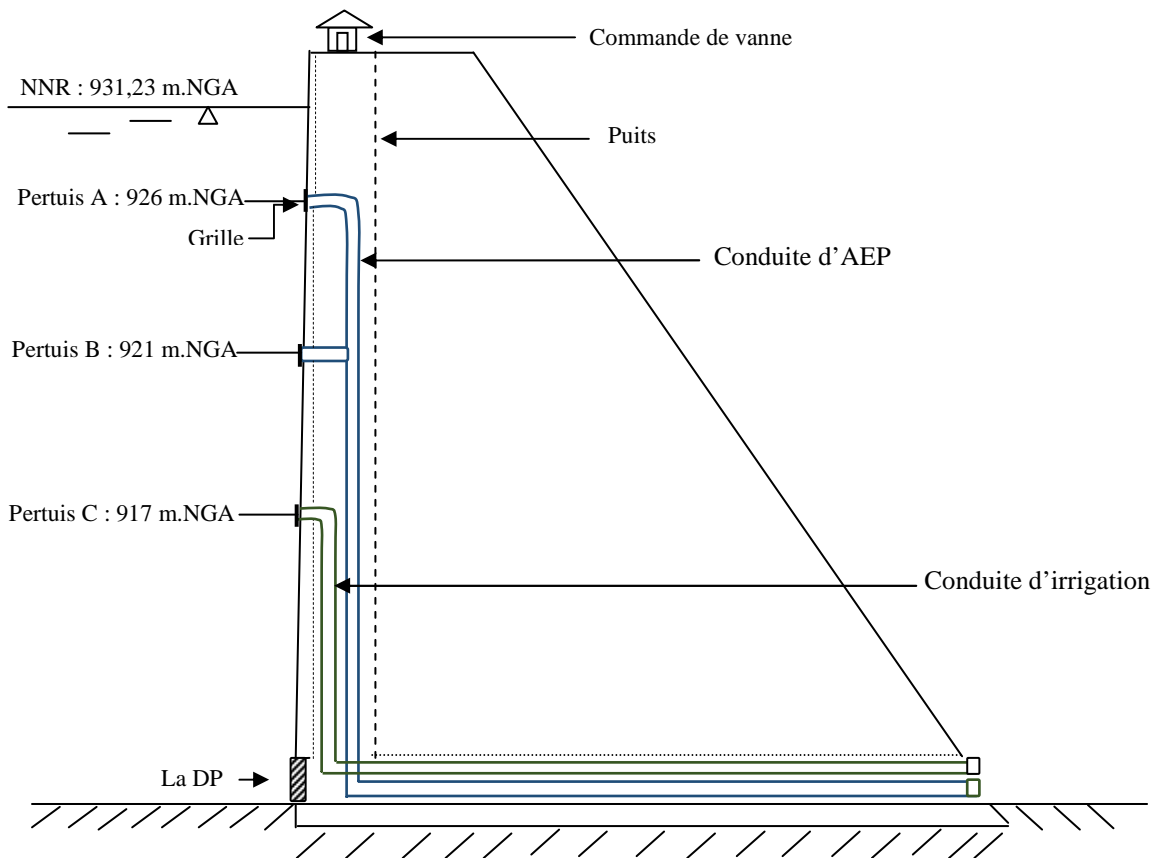 Commande de vanne
NNR : 931,23 m.NGA
Puits
Pertuis A : 926 m.NGA
Grille
Conduite d’AEP
Pertuis B : 921 m.NGA
Pertuis C : 917 m.NGA
Conduite d’irrigation
La DP